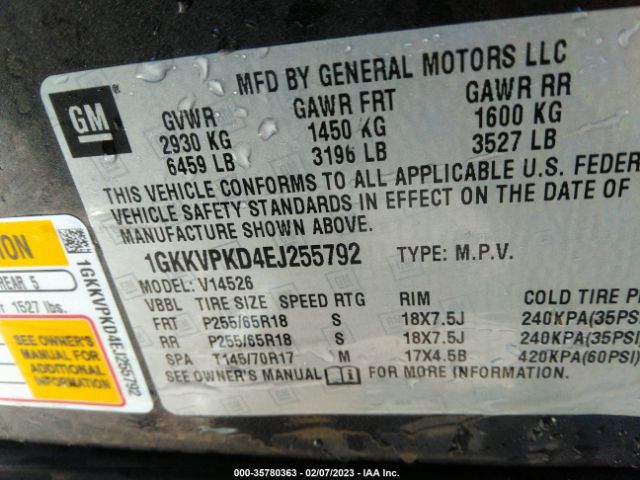 MFD BY GENERAL MOTORS LLC
GM
GVWR GAWR FRT GAWR RR
2930 KG 1450 KG 1600 KG
6459 LB 3196 LB 3527 LB
THIS VEHICLE CONFORMS TO ALL APPLICABLE U.S. FEDER
VEHICLE SAFETY STANDARDS IN EFFECT ON THE DATE OF
MANUFACTURE SHOWN ABOVE.
1GKKVPKD4EJ255792 TYPE: M.P.V.
MODEL: V14526
VBBL TIRE SIZE SPEED RTG RIM COLD TIRE P
FRT P255/65R18 S 18X7.5J 240KPA(35PSI
RR P255/65R18 S 18X7.5J 240KPA(35PSI
SPA T145/70R17 M 17X4.5B 420KPA(60PSI)
SEE OWNER'S MANUAL FOR MORE INFORMATION
TION
REAR 5
1527 lbs.
SEE OWNER'S
MANUAL FOR
ADDITIONAL
INFORMATION
1GKKVPKD4EJ255792
000-35780363 - 02/07/2023 - IAA Inc.